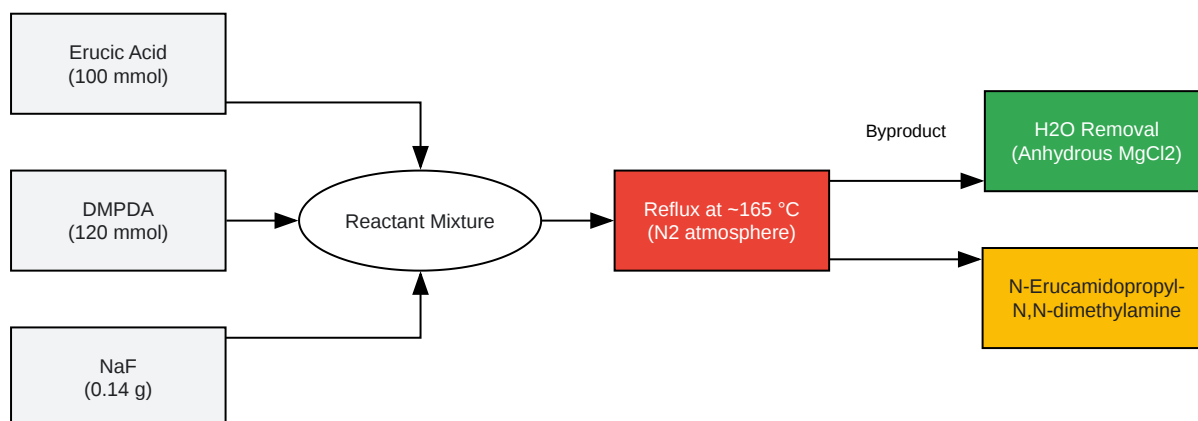 Erucic Acid
(100 mmol)
DMPDA
(120 mmol)
NaF
(0.14 g)
Reactant Mixture
Reflux at ~165 °C
(N2 atmosphere)
Byproduct
H2O Removal
(Anhydrous MgCl2)
N-Erucamidopropyl-
N,N-dimethylamine